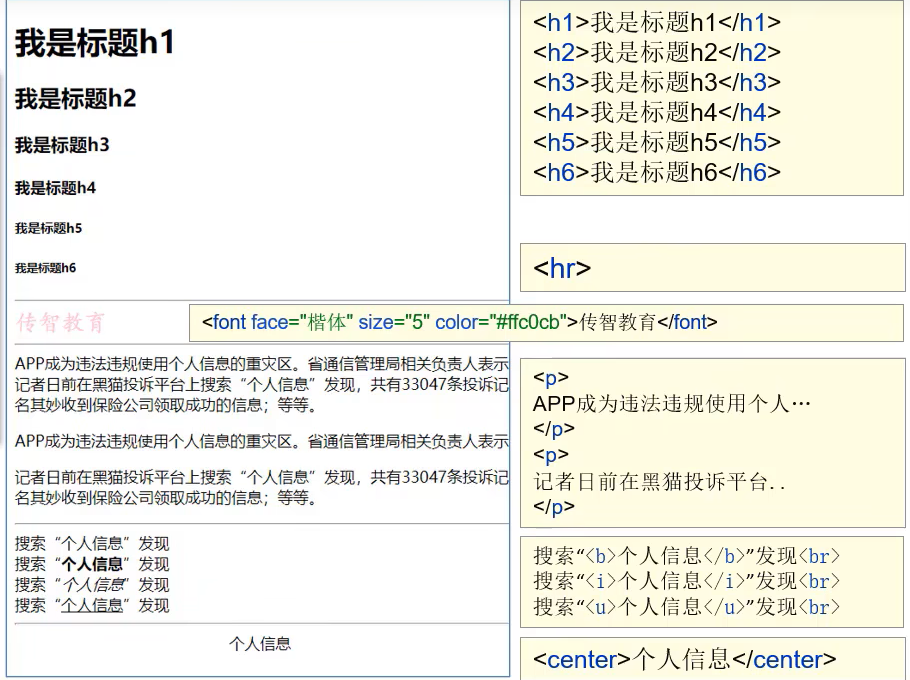 我是标题h1
我是标题h2
我是标题h3
我是标题h4
我是标题h5
我是标题h6
传智教育
APP成为违法违规使用个人信息的重灾区。省通信管理局相关负责人表示
记者日前在黑猫投诉平台上搜索“个人信息”发现，共有33047条投诉记
名其妙收到保险公司领取成功的信息；等等。
APP成为违法违规使用个人信息的重灾区。省通信管理局相关负责人表示
记者日前在黑猫投诉平台上搜索“个人信息”发现，共有33047条投诉记
名其妙收到保险公司领取成功的信息；等等。
搜索“个人信息”发现
搜索“个人信息”发现
搜索“个人信息”发现
搜索“个人信息”发现
个人信息
<h1>我是标题h1</h1>
<h2>我是标题h2</h2>
<h3>我是标题h3</h3>
<h4>我是标题h4</h4>
<h5>我是标题h5</h5>
<h6>我是标题h6</h6>
<hr>
<font face="楷体" size="5" color="#ffc0cb">传智教育</font>
<p>
APP成为违法违规使用个人…
</p>
<p>
记者日前在黑猫投诉平台..
</p>
搜索“<b>个人信息</b>”发现<br>
搜索“<i>个人信息</i>”发现<br>
搜索“<u>个人信息</u>”发现<br>
<center>个人信息</center>